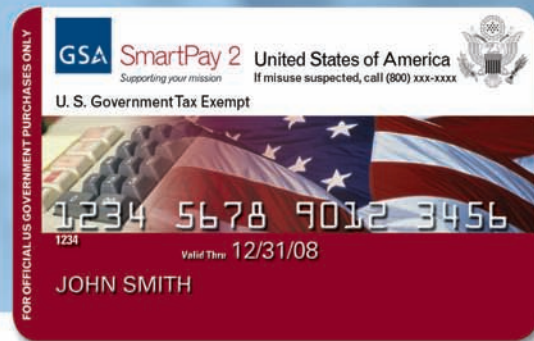 FOR OFFICIAL US GOVERNMENT PURCHASES ONLY
GSA SmartPay 2
Supporting your mission
United States of America
If misuse suspected, call (800) xxx-xxxx
U. S. Government Tax Exempt
1234 5678 9012 3456
1234
Valid Thru 12/31/08
JOHN SMITH